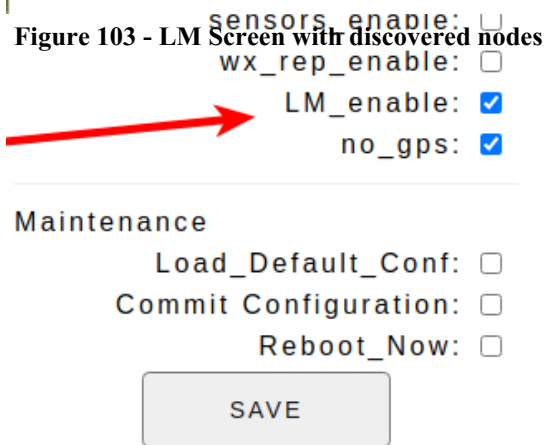 sensors_enable:
Figure 103 - LM Screen with discovered nodes
wx_rep_enable:
LM_enable:
no_gps:
Maintenance
Load_Default_Conf:
Commit Configuration:
Reboot_Now:
SAVE